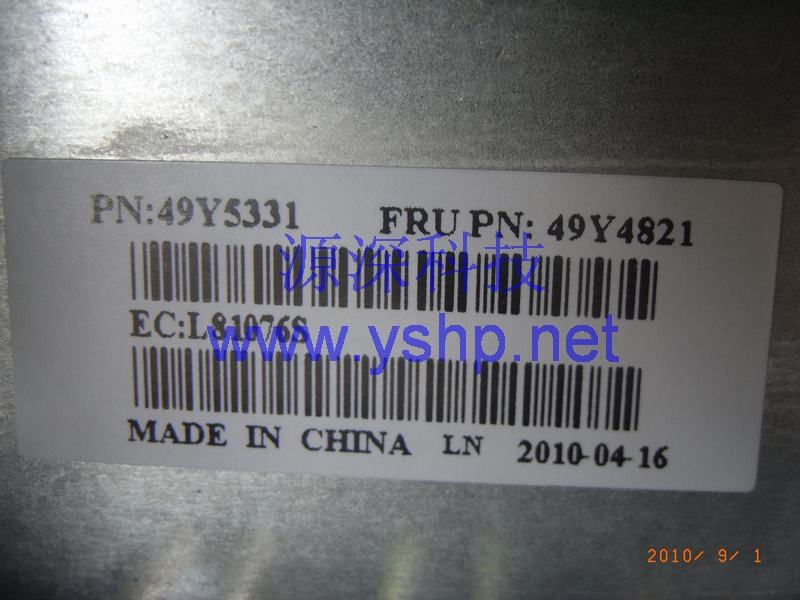 PN:49Y5331 FRU PN: 49Y4821
源深科技
EC:L81076S
www.yshp.net
MADE IN CHINA LN 2010-04-16
2010/ 9/ 1